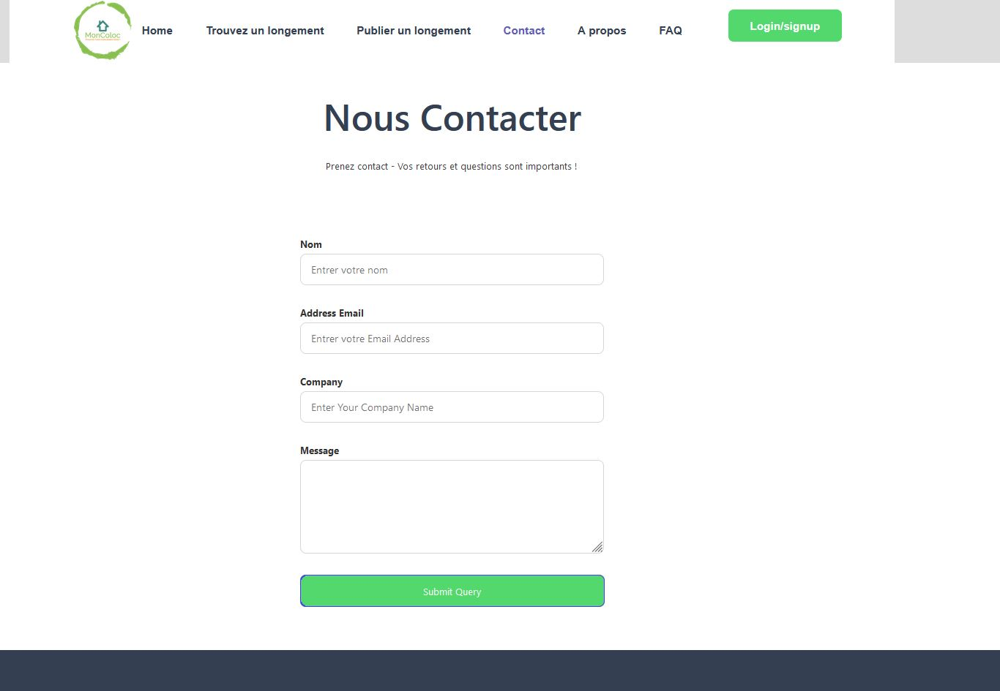 MonColoc
Home
Trouvez un longement
Publier un longement
Contact
A propos
FAQ
Login/signup
Nous Contacter
Prenez contact - Vos retours et questions sont importants !
Nom
Entrer votre nom
Address Email
Entrer votre Email Address
Company
Enter Your Company Name
Message
Submit Query